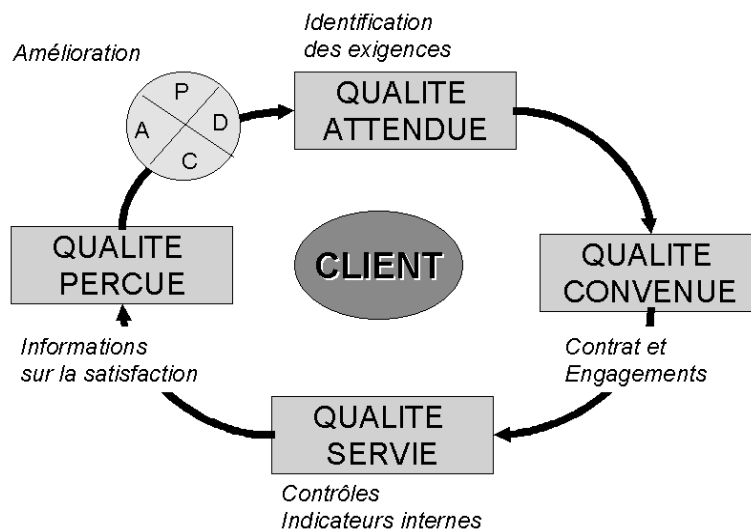 Identification
des exigences
Amélioration
P
A
D
C
QUALITE
ATTENDUE
QUALITE
PERCUE
CLIENT
QUALITE
CONVENUE
Informations
sur la satisfaction
Contrat et
Engagements
QUALITE
SERVIE
Contrôles
Indicateurs internes